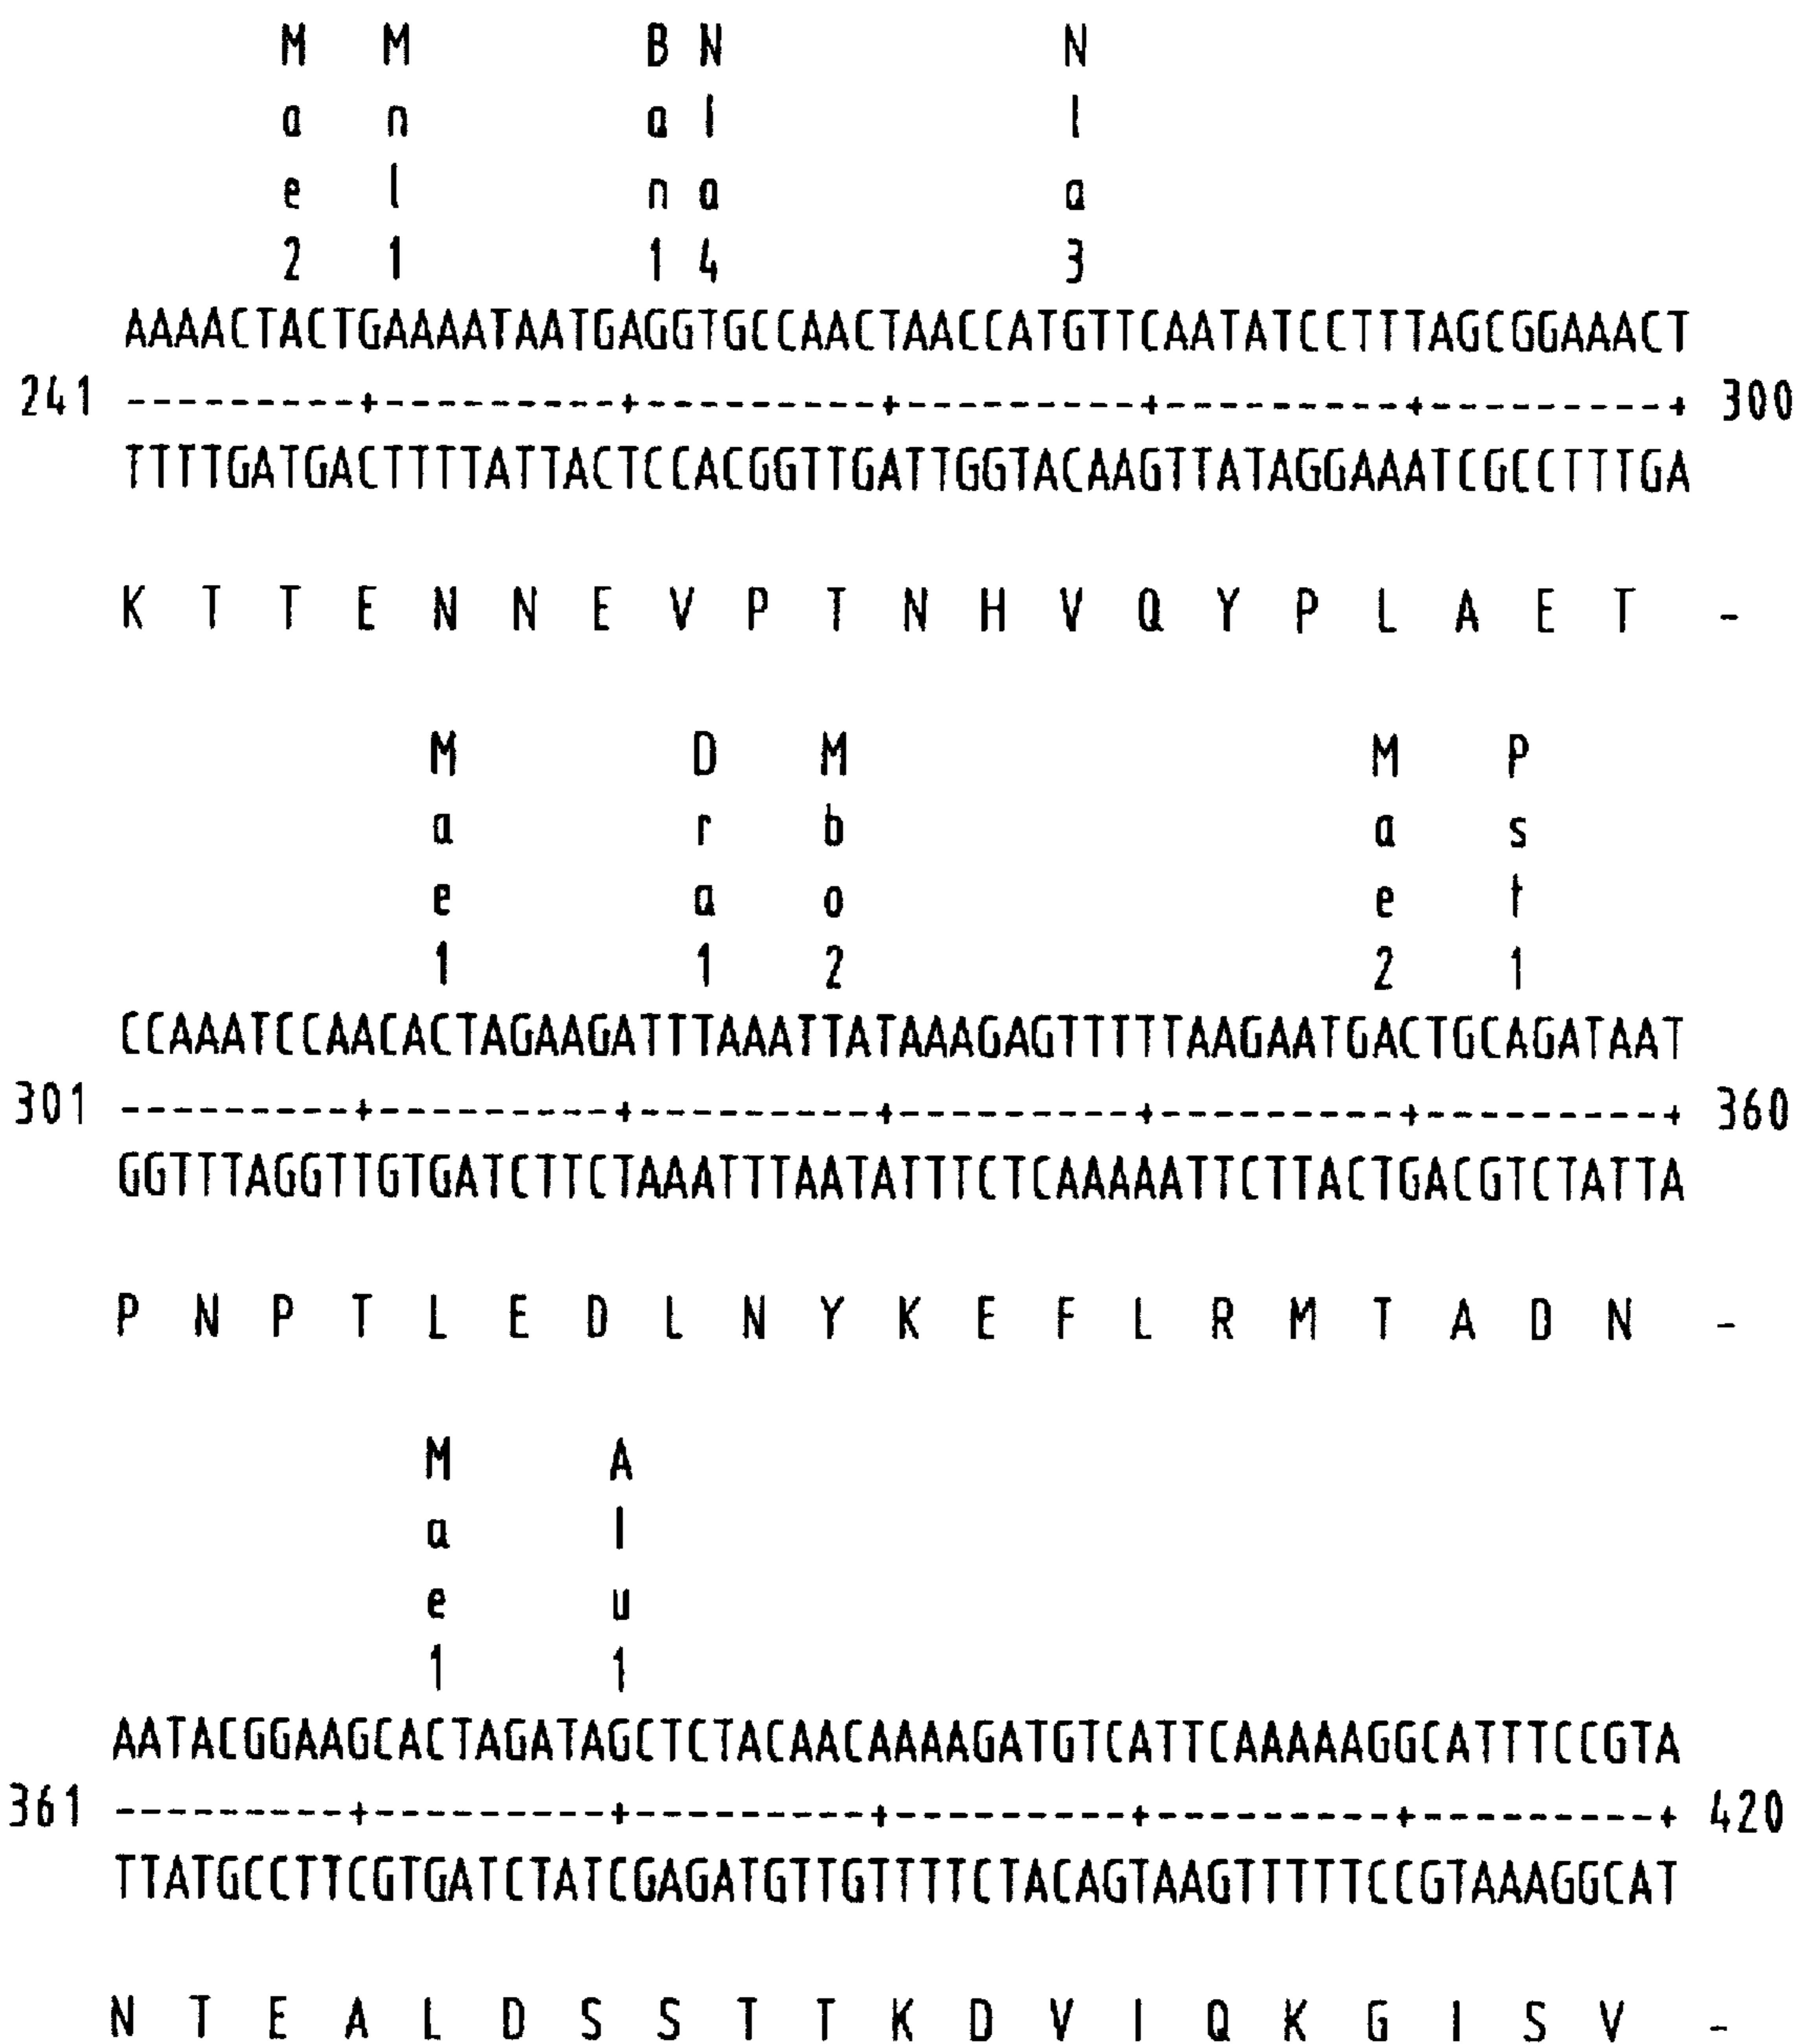 M M B N N
a n a l l
e l n a a
2 1 1 4 3
AAAACTACTGAAAATAATGAGGTGCCAACTAACCATGTTCAATATCCTTTAGCGGAAACT
241 ---------+---------+---------+---------+---------+---------+ 300
TTTTGATGACTTTTATTACTCCACGGTTGATTGGTACAAGTTATAGGAAATCGCCTTTGA
K T T E N N E V P T N H V Q Y P L A E T -
M D M M P
a r b a s
e a o e t
1 1 2 2 1
CCAAATCCAACACTAGAAGATTTAAATTATAAAGAGTTTTTAAGAATGACTGCAGATAAT
301 ---------+---------+---------+---------+---------+---------+ 360
GGTTTAGGTTGTGATCTTCTAAATTTAATATTTCTCAAAAATTCTTACTGACGTCTATTA
P N P T L E D L N Y K E F L R M T A D N -
M A
a l
e u
1 1
AATACGGAAGCACTAGATAGCTCTACAACAAAAGATGTCATTCAAAAAGGCATTTCCGTA
361 ---------+---------+---------+---------+---------+---------+ 420
TTATGCCTTCGTGATCTATCGAGATGTTGTTTTCTACAGTAAGTTTTTCCGTAAAGGCAT
N T E A L D S S T T K D V I Q K G I S V -